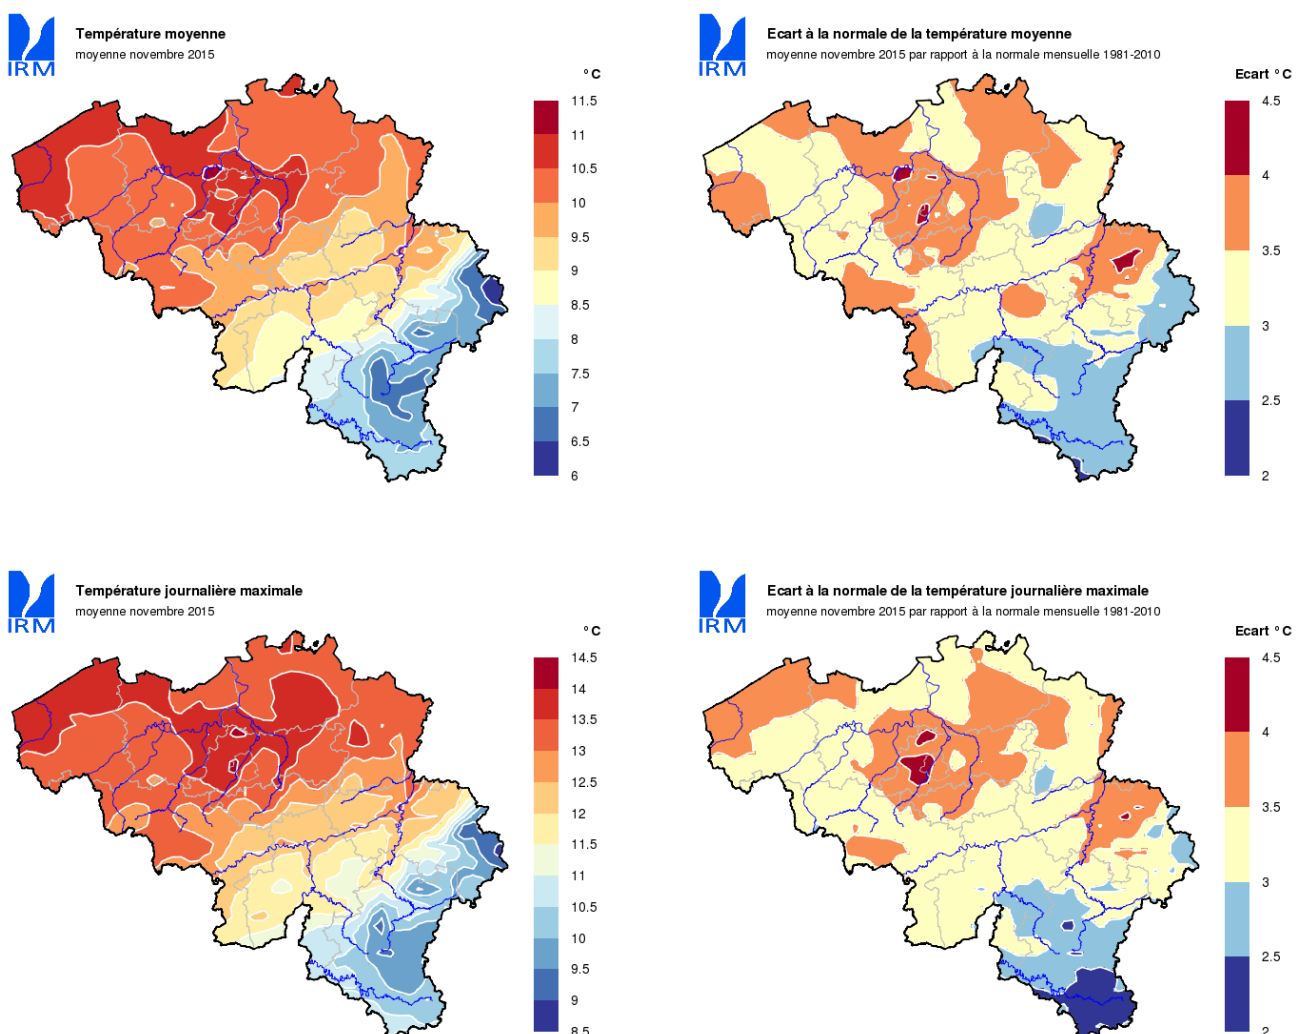 IRM
Température moyenne
moyenne novembre 2015
°C
11.5
11
10.5
10
9.5
9
8.5
8
7.5
7
6.5
6
IRM
Ecart à la normale de la température moyenne
moyenne novembre 2015 par rapport à la normale mensuelle 1981-2010
Ecart °C
4.5
4
3.5
3
2.5
2
IRM
Température journalière maximale
moyenne novembre 2015
°C
14.5
14
13.5
13
12.5
12
11.5
11
10.5
10
9.5
9
8.5
IRM
Ecart à la normale de la température journalière maximale
moyenne novembre 2015 par rapport à la normale mensuelle 1981-2010
Ecart °C
4.5
4
3.5
3
2.5
2